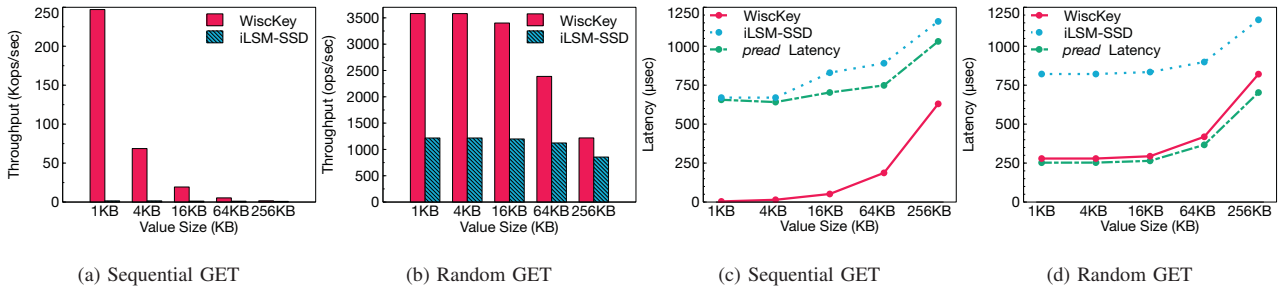 Throughput (Kops/sec)
250
200
150
100
50
0
WiscKey
iLSM-SSD
1KB 4KB 16KB 64KB 256KB
Value Size (KB)
(a) Sequential GET
Throughput (ops/sec)
3500
3000
2500
2000
1500
1000
500
0
WiscKey
iLSM-SSD
1KB 4KB 16KB 64KB 256KB
Value Size (KB)
(b) Random GET
Latency (µsec)
1250
1000
750
500
250
0
WiscKey
iLSM-SSD
pread Latency
1KB 4KB 16KB 64KB 256KB
Value Size (KB)
(c) Sequential GET
Latency (µsec)
1250
1000
750
500
250
0
WiscKey
iLSM-SSD
pread Latency
1KB 4KB 16KB 64KB 256KB
Value Size (KB)
(d) Random GET